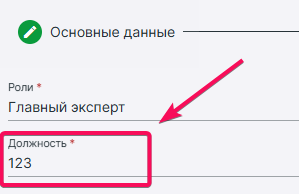 Основные данные
Роли *
Главный эксперт
Должность *
123